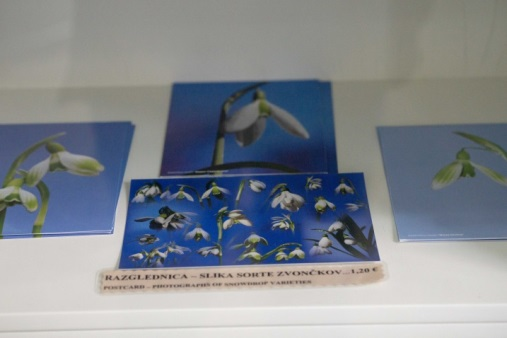 RAZGLEDNICA – SLIKA SORTE ZVONČKOV...1,20 €
POSTCARD – PHOTOGRAPHS OF SNOWDROP VARIETIES